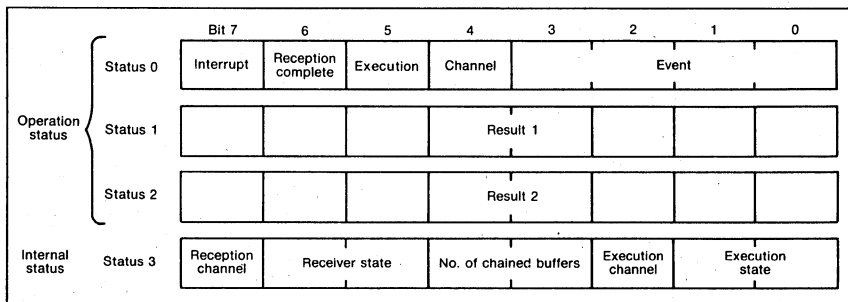 Bit 7 6 5 4 3 2 1 0
Status 0 Interrupt Reception complete Execution Channel Event
Operation status
Status 1 Result 1
Status 2 Result 2
Internal status Status 3 Reception channel Receiver state No. of chained buffers Execution channel Execution state